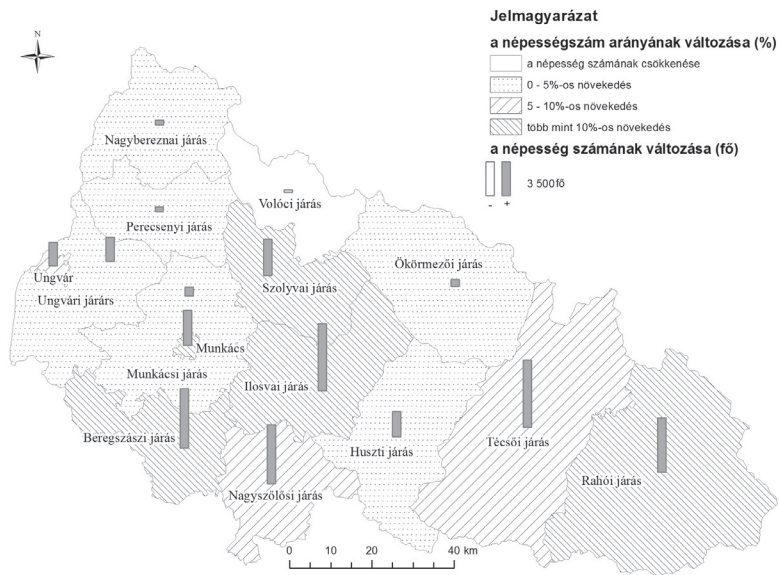 N
Jelmagyarázat
a népességszám arányának változása (%)
a népesség számának csökkenése
0 - 5%-os növekedés
5 - 10%-os növekedés
több mint 10%-os növekedés
a népesség számának változása (fő)
3 500 fő
- +
Nagybereznai járás
Volóci járás
Perecsenyi járás
Ökörmezői járás
Ungvár
Szolyvai járás
Ungvári járárs
Munkács
Munkácsi járás
Ilosvai járás
Beregszászi járás
Huszti járás
Técsői járás
Rahói járás
Nagyszőlősi járás
0 10 20 40 km